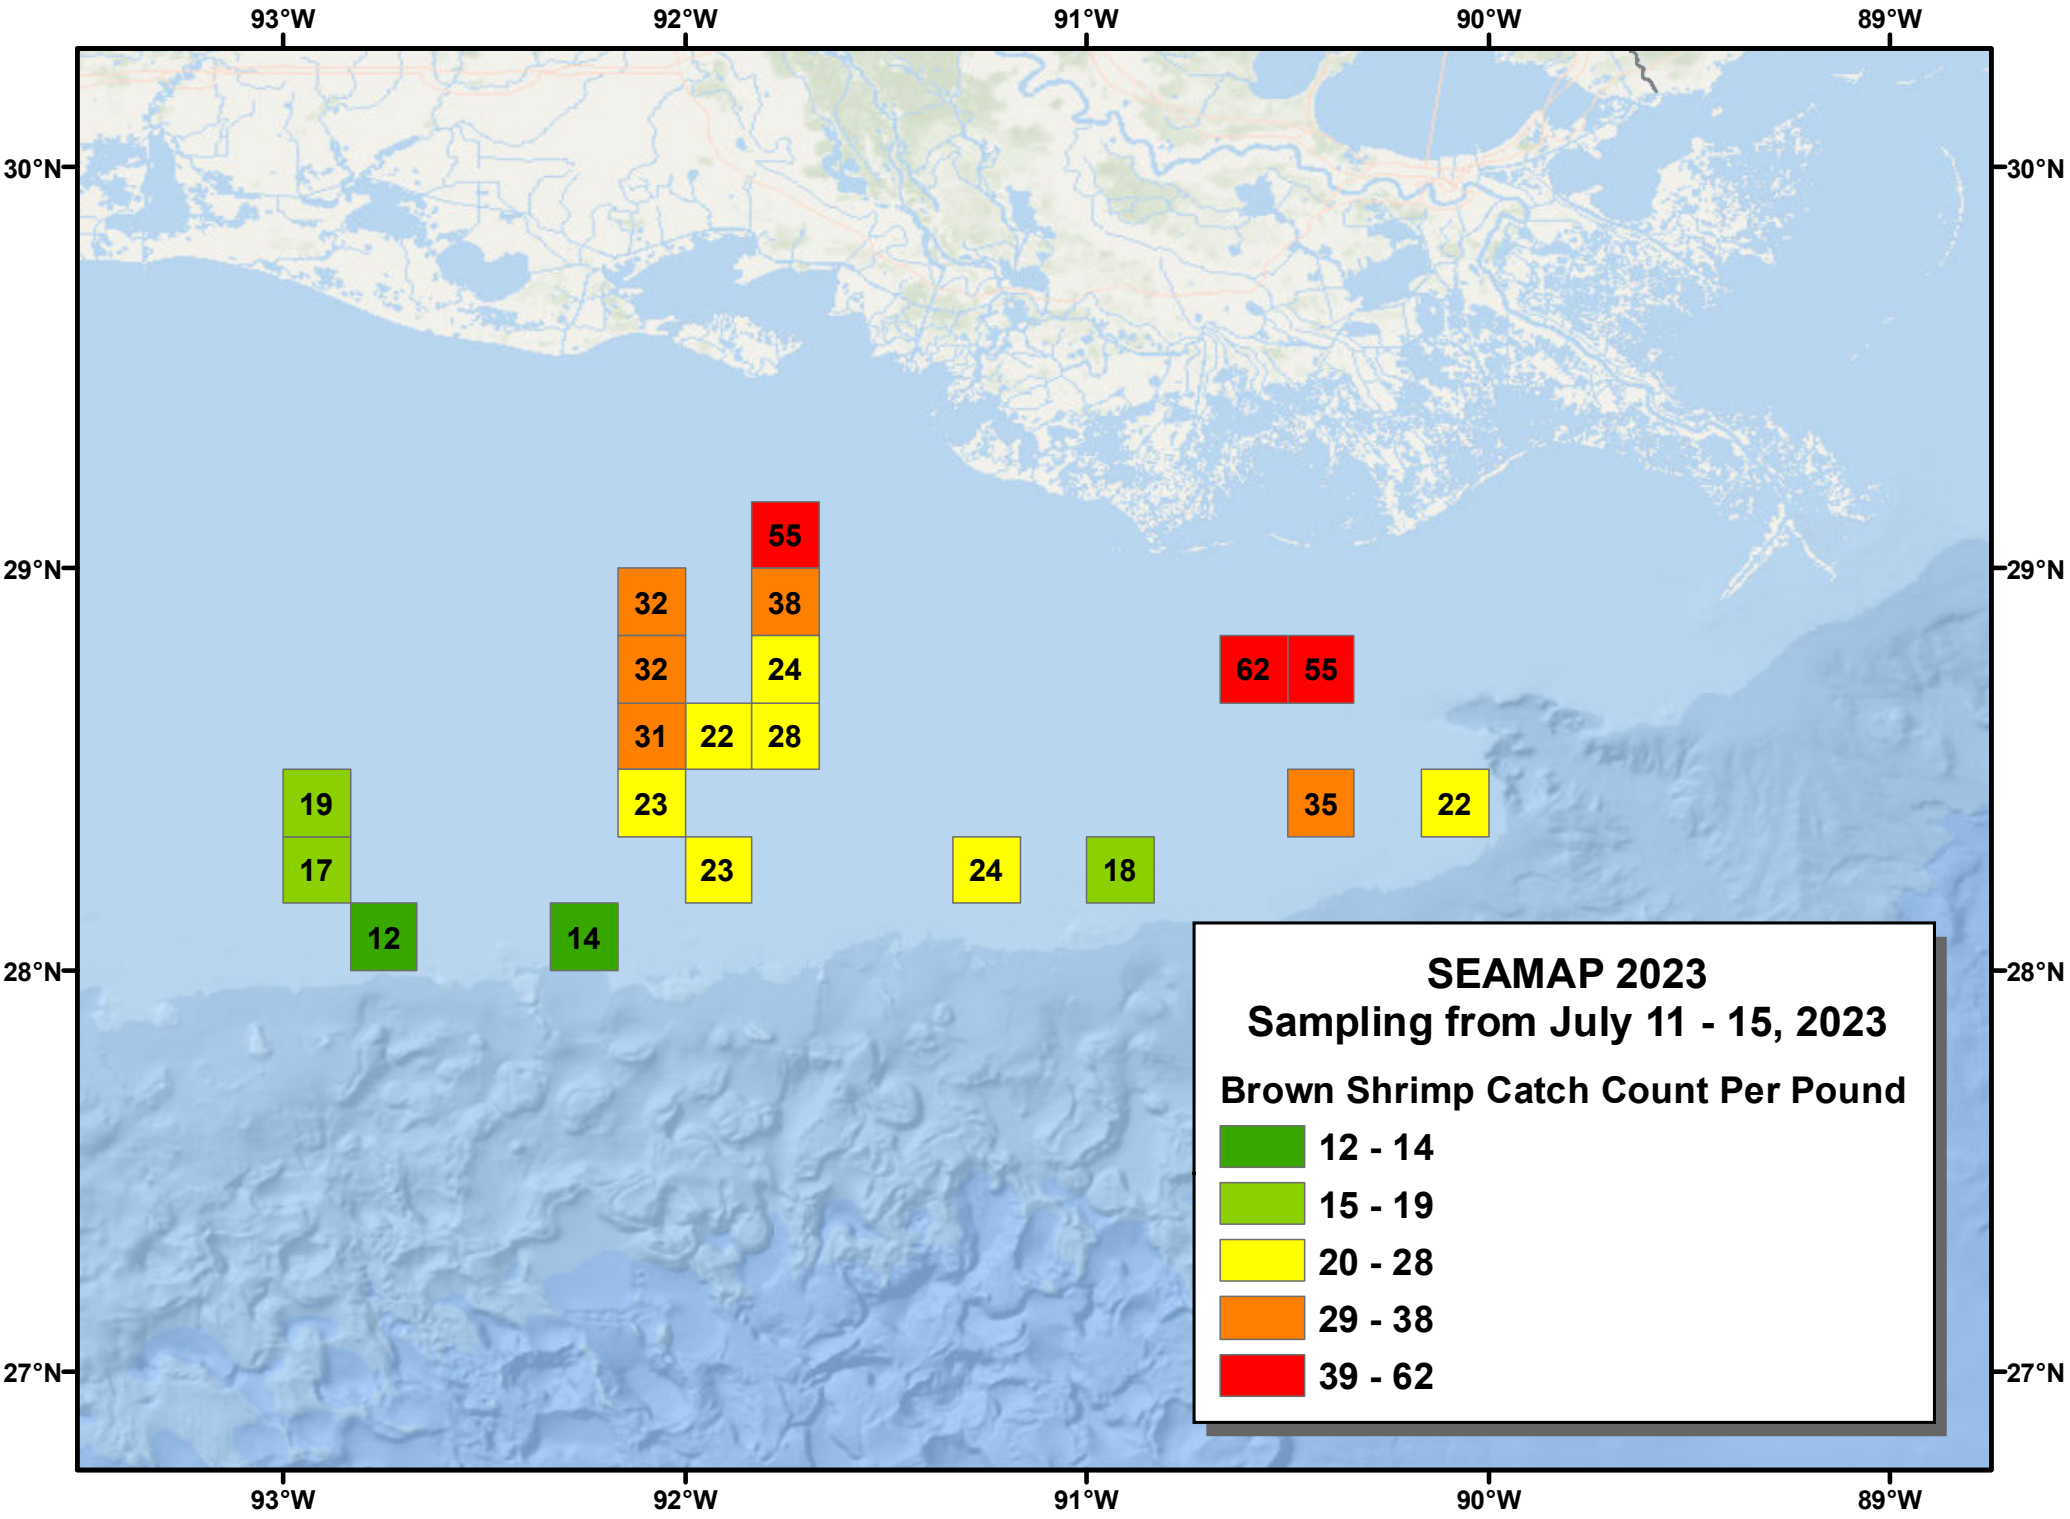 93°W 92°W 91°W 90°W 89°W
30°N 30°N
55
29°N 29°N
32 38
32 24 62 55
31 22 28
19 23 35 22
17 23 24 18
12 14
28°N 28°N
SEAMAP 2023
Sampling from July 11 - 15, 2023
Brown Shrimp Catch Count Per Pound
12 - 14
15 - 19
20 - 28
29 - 38
39 - 62
27°N 27°N
93°W 92°W 91°W 90°W 89°W